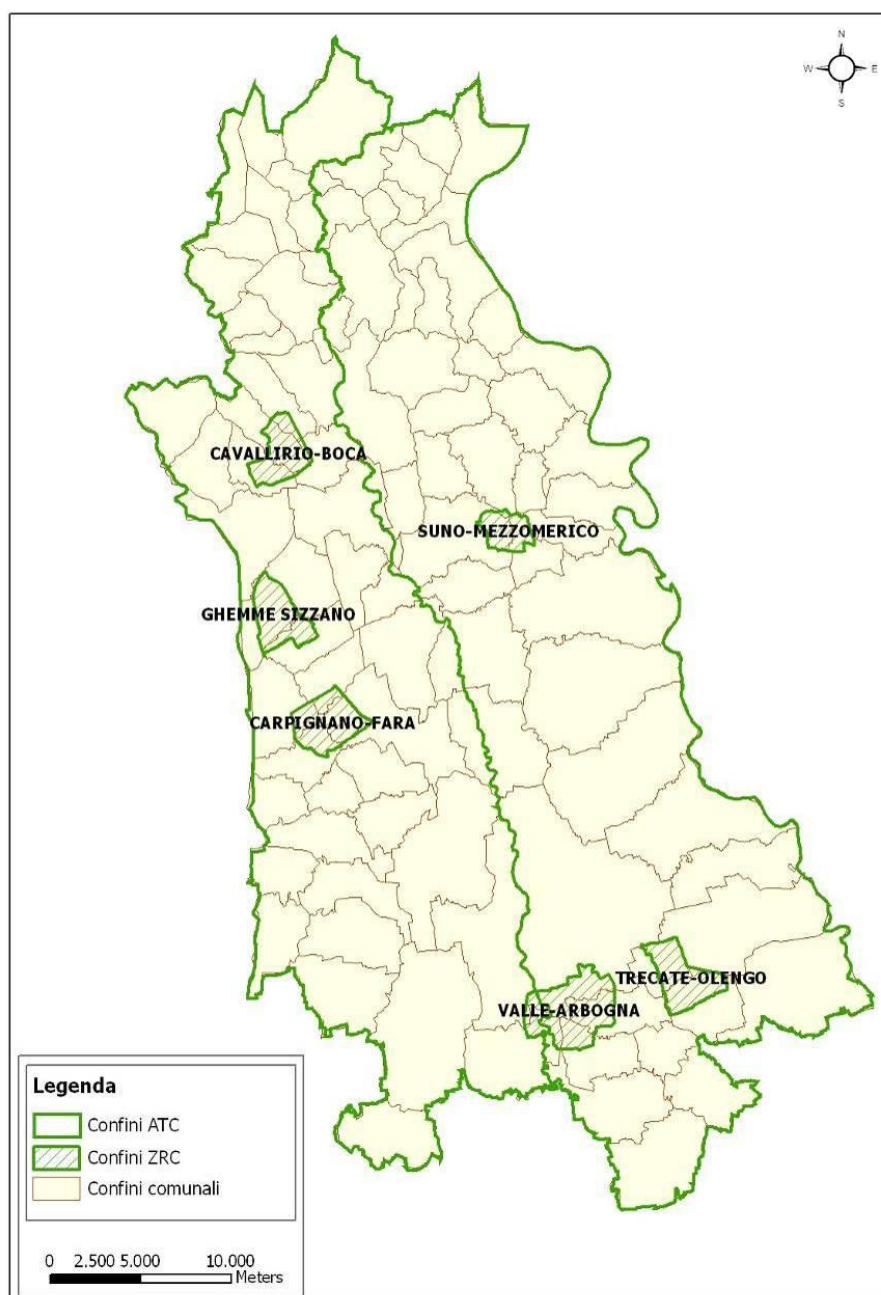 N
W E
S
CAVALLIRIO-BOCA
SUNO-MEZZOMERICO
GHEMME SIZZANO
CARPIGNANO-FARA
TRECATE-OLENGO
VALLE-ARBOGNA
Legenda
Confini ATC
Confini ZRC
Confini comunali
0 2.500 5.000 10.000
Meters